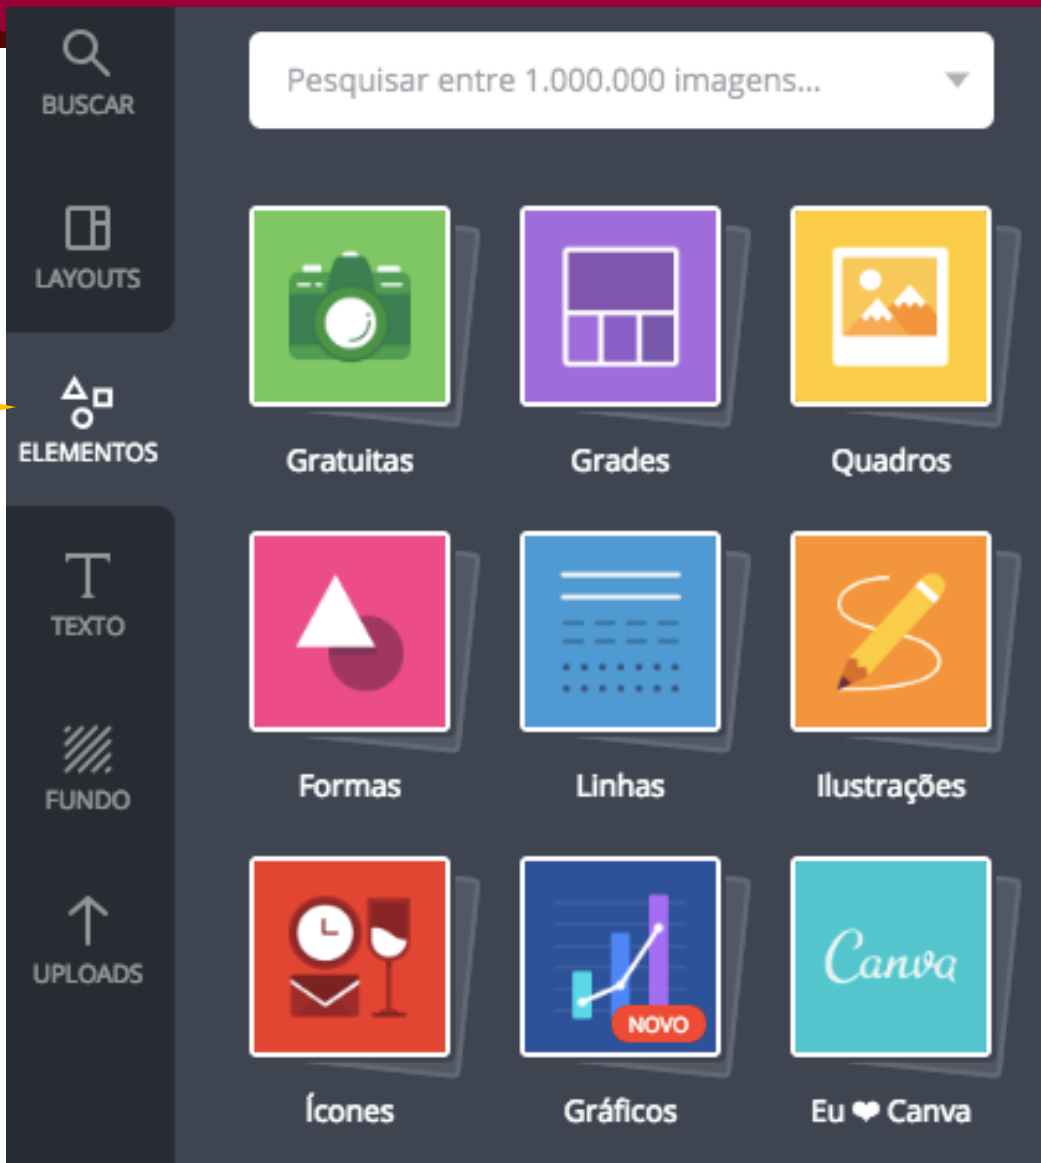 BUSCAR
Pesquisar entre 1.000.000 imagens...
LAYOUTS
ELEMENTOS
TEXTO
FUNDO
UPLOADS
Gratuitas
Grades
Quadros
Formas
Linhas
Ilustrações
NOVO
Canva
Ícones
Gráficos
Eu ❤ Canva